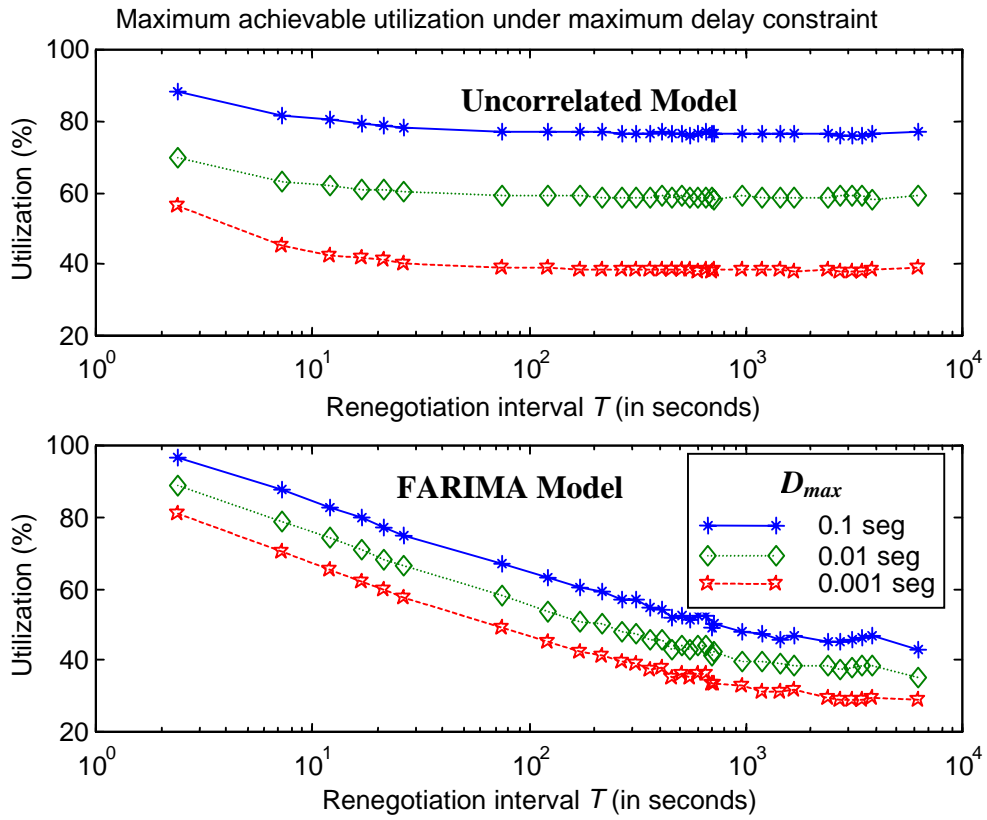 Maximum achievable utilization under maximum delay constraint
100
80
60
40
20
Utilization (%)
Uncorrelated Model
10^0
10^1
10^2
10^3
10^4
Renegotiation interval T (in seconds)
100
80
60
40
20
Utilization (%)
FARIMA Model
D_max
0.1 seg
0.01 seg
0.001 seg
10^0
10^1
10^2
10^3
10^4
Renegotiation interval T (in seconds)